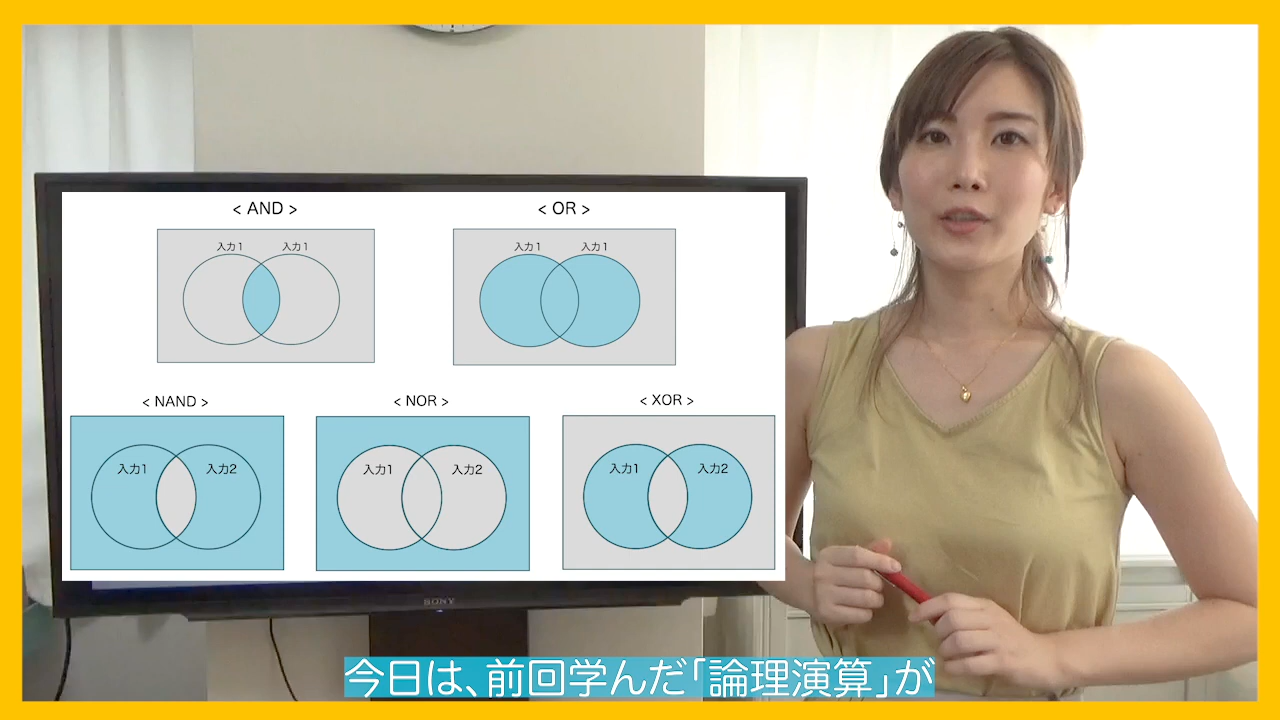 < AND >
入力1 入力1
< OR >
入力1 入力1
< NAND >
入力1 入力2
< NOR >
入力1 入力2
< XOR >
入力1 入力2
SONY
今日は、前回学んだ「論理演算」が